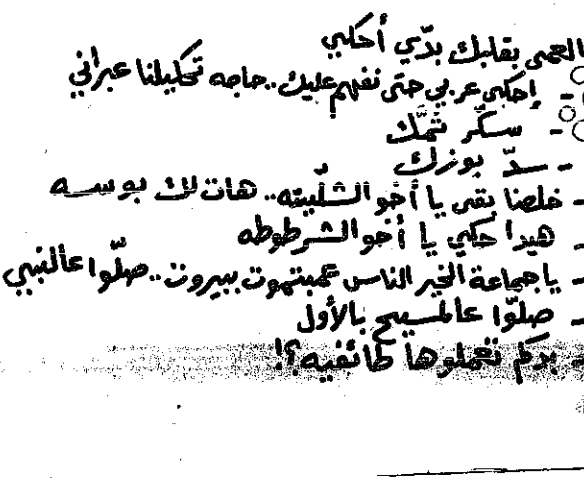 العمى بقلبك بدّي أحكي
- إحكي عربي حتى نفهم عليك.. حاجه تحكيلنا عبراني
- سكّر تمّك
- سدّ بوزك
- خلصنا بقى يا أخو الشلّيته.. هات لك بوسه
- هيدا حكي يا أخو الشرطوطه
- ياجماعة الخير الناس عمبتموت ببيروت.. صلّوا عالنبي
- صلّوا عالمسيح بالأول
- بدكم تعملوها طائفيه؟!